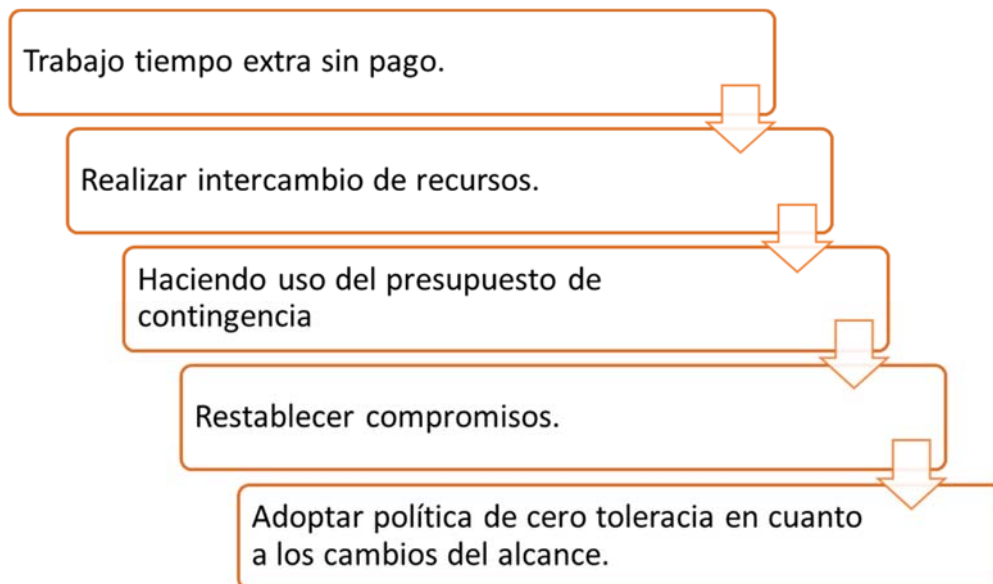 Trabajo tiempo extra sin pago.
Realizar intercambio de recursos.
Haciendo uso del presupuesto de
contingencia
Restablecer compromisos.
Adoptar política de cero toleracia en cuanto
a los cambios del alcance.